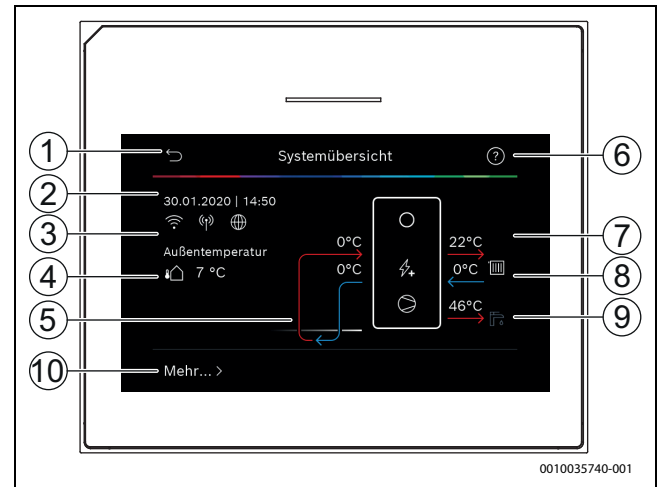 1
Systemübersicht
?
6
2
30.01.2020 | 14:50
3
Außentemperatur
0°C
22°C
7
4
7 °C
0°C
0°C
8
5
46°C
9
10
Mehr... >
0010035740-001